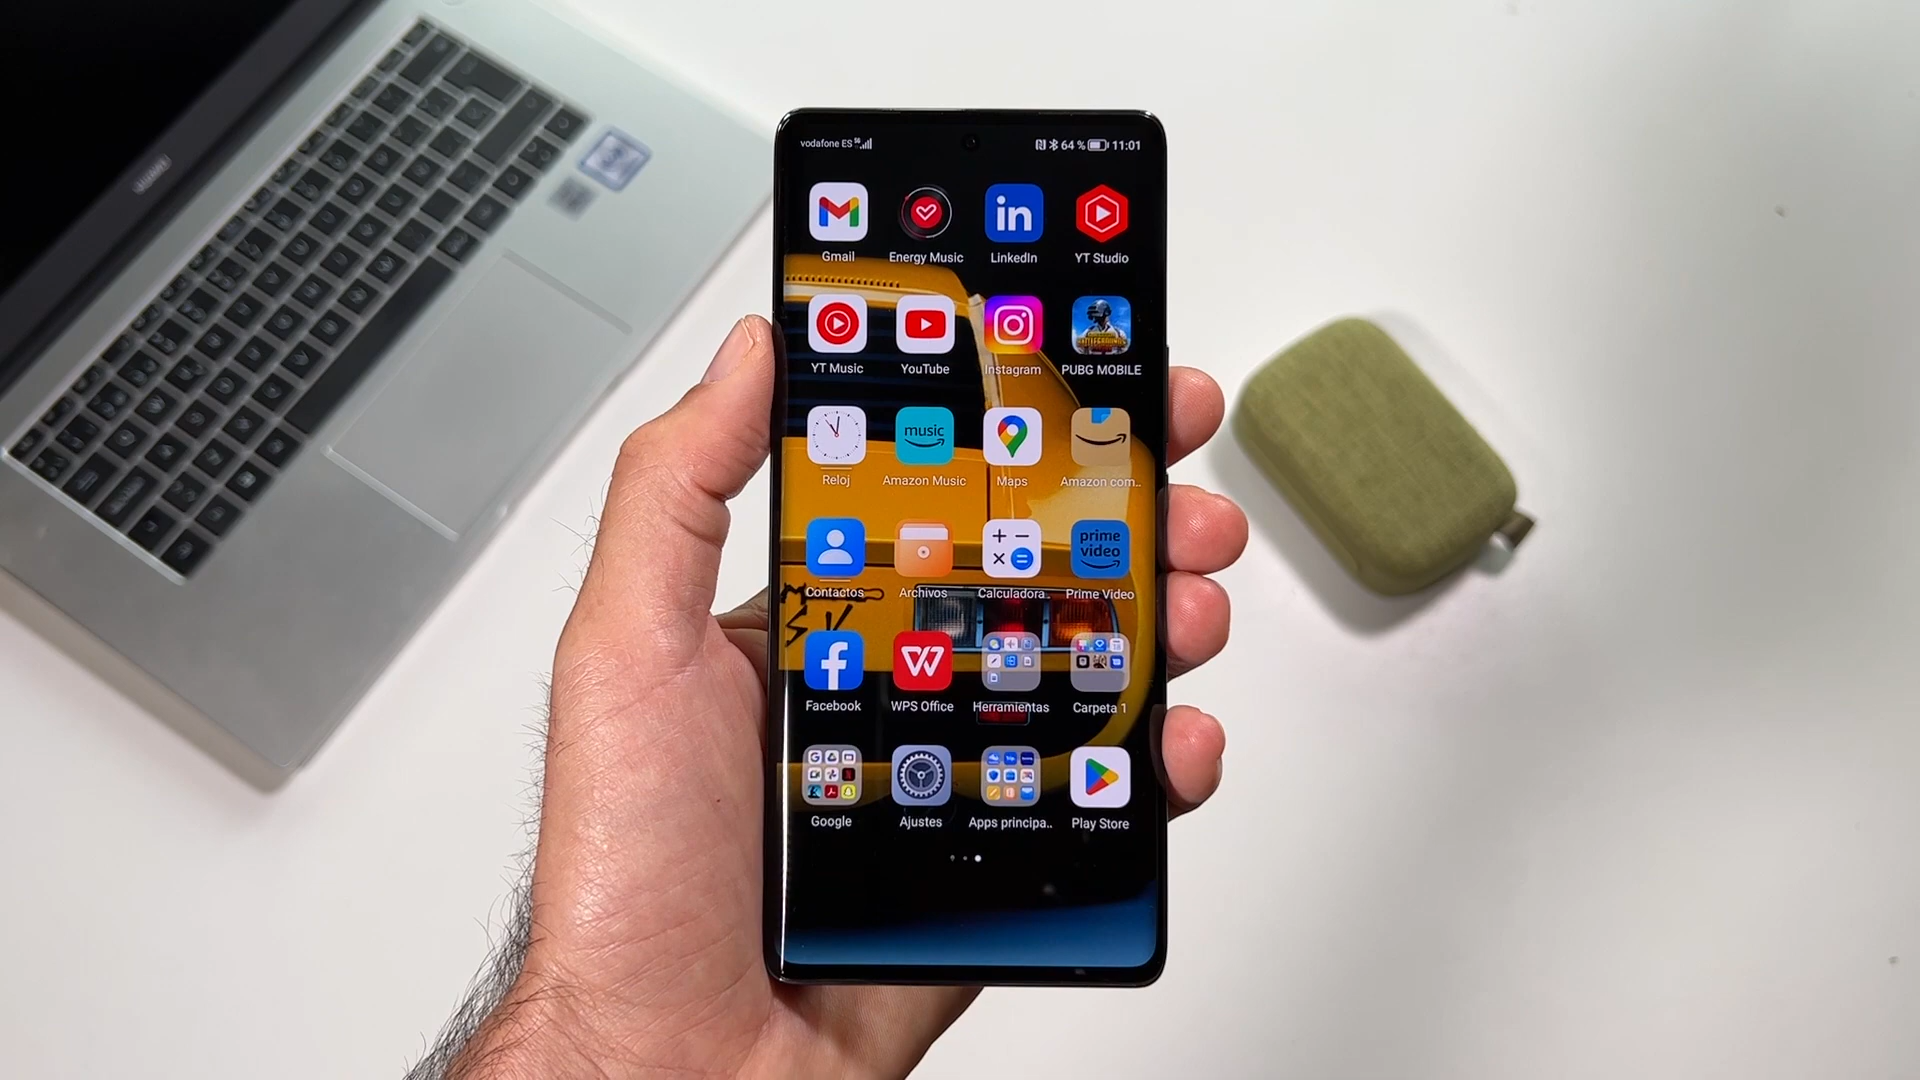 vodafone ES 5G 64 % 11:01
Gmail Energy Music LinkedIn YT Studio
YT Music YouTube Instagram PUBG MOBILE
music
Reloj Amazon Music Maps Amazon com..
prime video
Contactos Archivos Calculadora.. Prime Video
Facebook WPS Office Herramientas Carpeta 1
Google Ajustes Apps principa.. Play Store